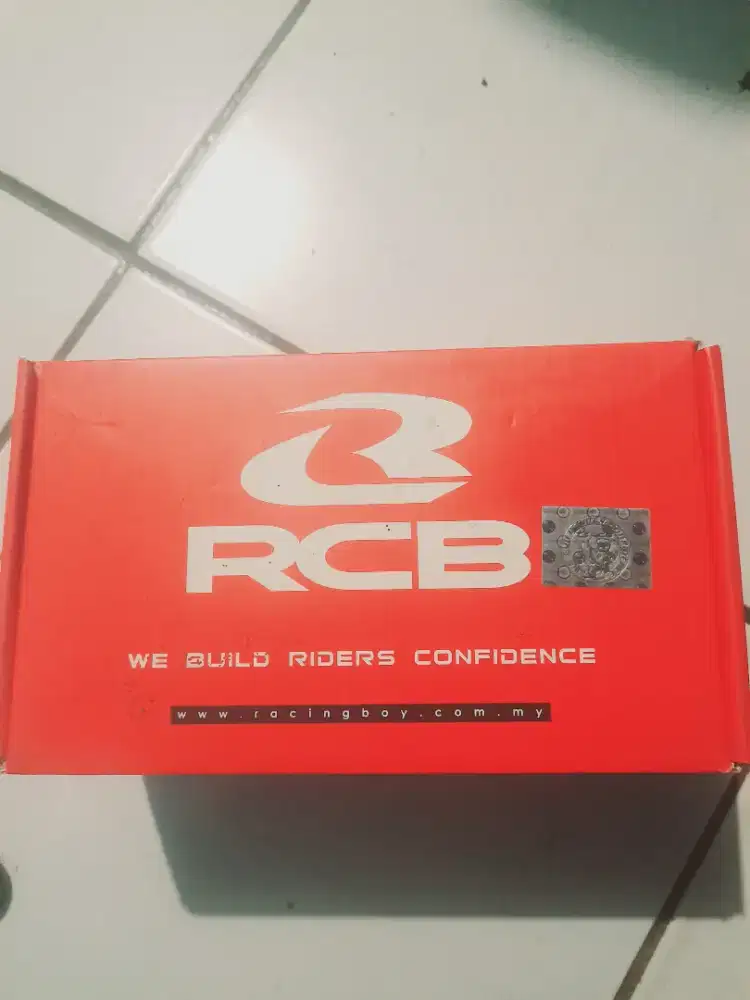 RCB
WE BUILD RIDERS CONFIDENCE
www.racingboy.com.my